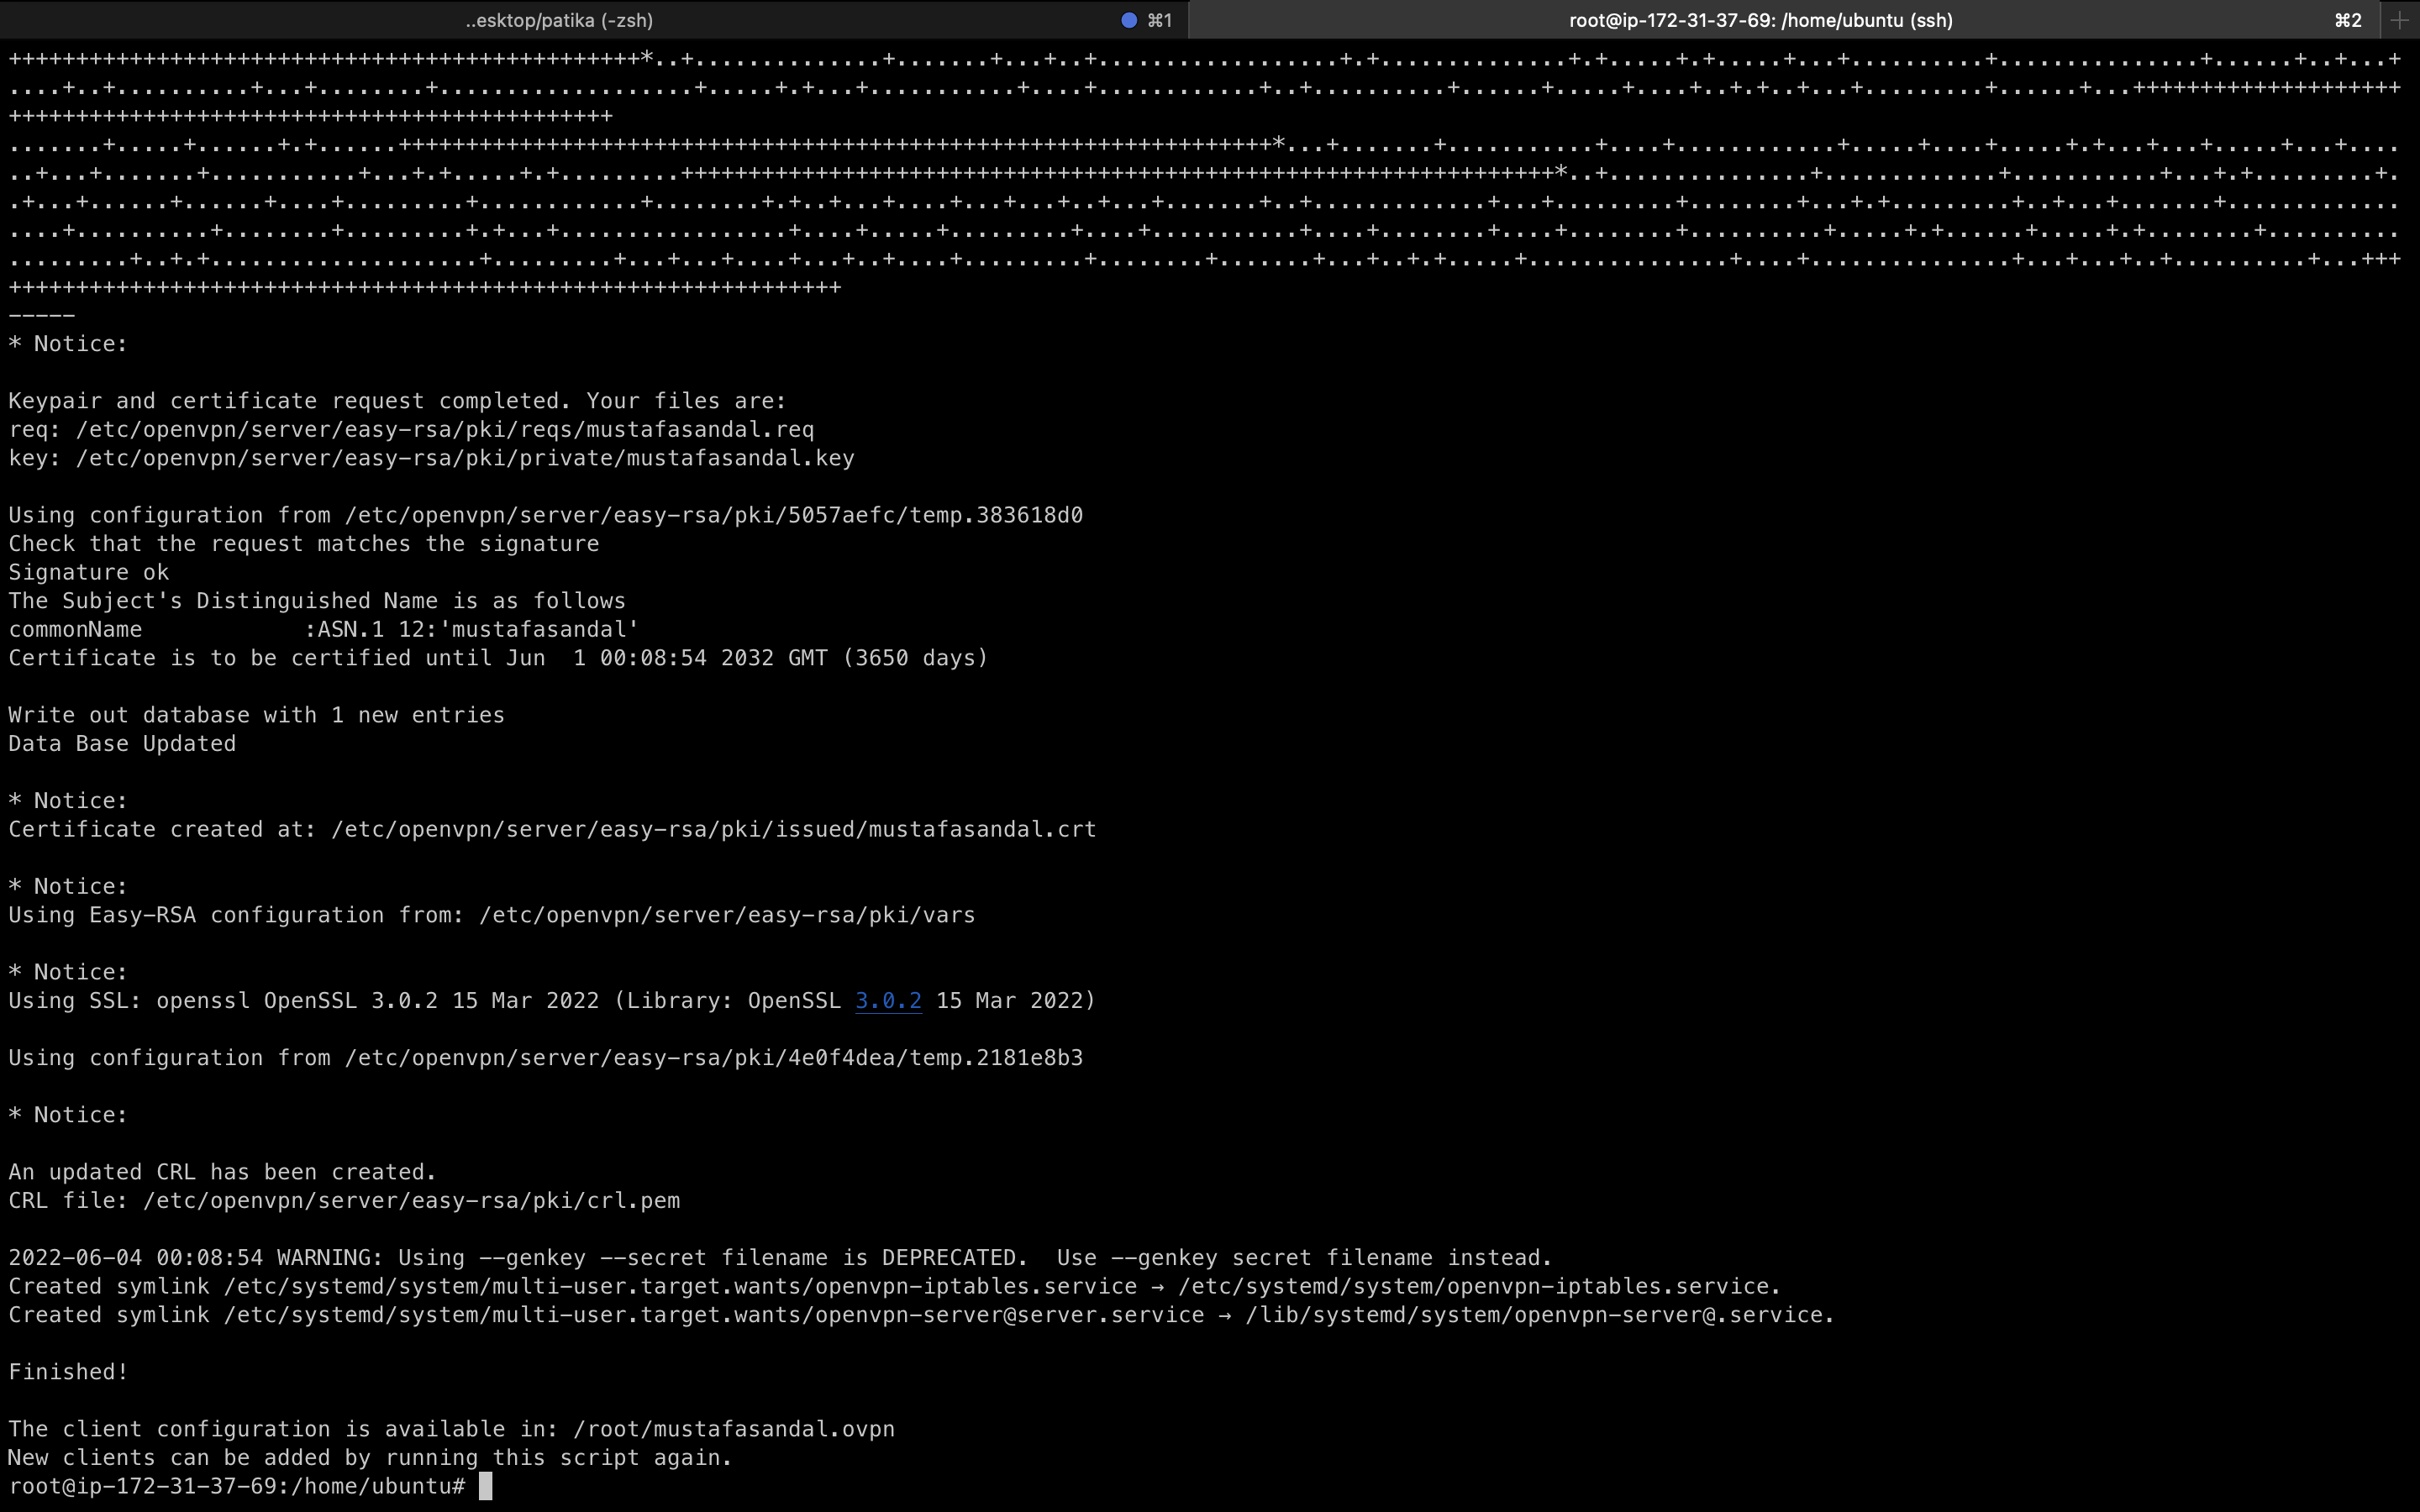 ..esktop/patika (-zsh) ⌘1 root@ip-172-31-37-69: /home/ubuntu (ssh) ⌘2 +
-----
* Notice:
Keypair and certificate request completed. Your files are:
req: /etc/openvpn/server/easy-rsa/pki/reqs/mustafasandal.req
key: /etc/openvpn/server/easy-rsa/pki/private/mustafasandal.key
Using configuration from /etc/openvpn/server/easy-rsa/pki/5057aefc/temp.383618d0
Check that the request matches the signature
Signature ok
The Subject's Distinguished Name is as follows
commonName            :ASN.1 12:'mustafasandal'
Certificate is to be certified until Jun  1 00:08:54 2032 GMT (3650 days)
Write out database with 1 new entries
Data Base Updated
* Notice:
Certificate created at: /etc/openvpn/server/easy-rsa/pki/issued/mustafasandal.crt
* Notice:
Using Easy-RSA configuration from: /etc/openvpn/server/easy-rsa/pki/vars
* Notice:
Using SSL: openssl OpenSSL 3.0.2 15 Mar 2022 (Library: OpenSSL 3.0.2 15 Mar 2022)
Using configuration from /etc/openvpn/server/easy-rsa/pki/4e0f4dea/temp.2181e8b3
* Notice:
An updated CRL has been created.
CRL file: /etc/openvpn/server/easy-rsa/pki/crl.pem
2022-06-04 00:08:54 WARNING: Using --genkey --secret filename is DEPRECATED.  Use --genkey secret filename instead.
Created symlink /etc/systemd/system/multi-user.target.wants/openvpn-iptables.service → /etc/systemd/system/openvpn-iptables.service.
Created symlink /etc/systemd/system/multi-user.target.wants/openvpn-server@server.service → /lib/systemd/system/openvpn-server@.service.
Finished!
The client configuration is available in: /root/mustafasandal.ovpn
New clients can be added by running this script again.
root@ip-172-31-37-69:/home/ubuntu#